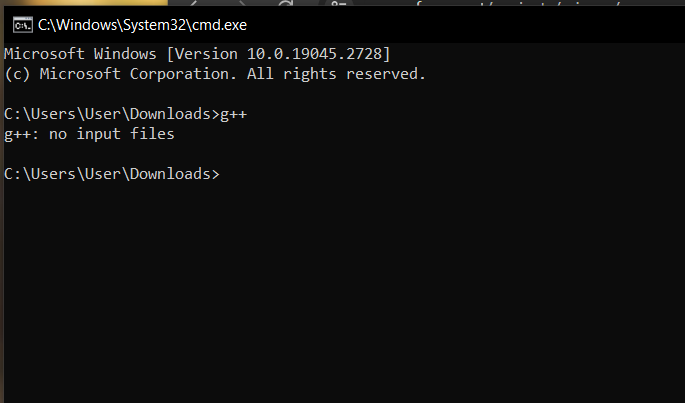 C:\Windows\System32\cmd.exe
Microsoft Windows [Version 10.0.19045.2728]
(c) Microsoft Corporation. All rights reserved.
C:\Users\User\Downloads>g++
g++: no input files
C:\Users\User\Downloads>